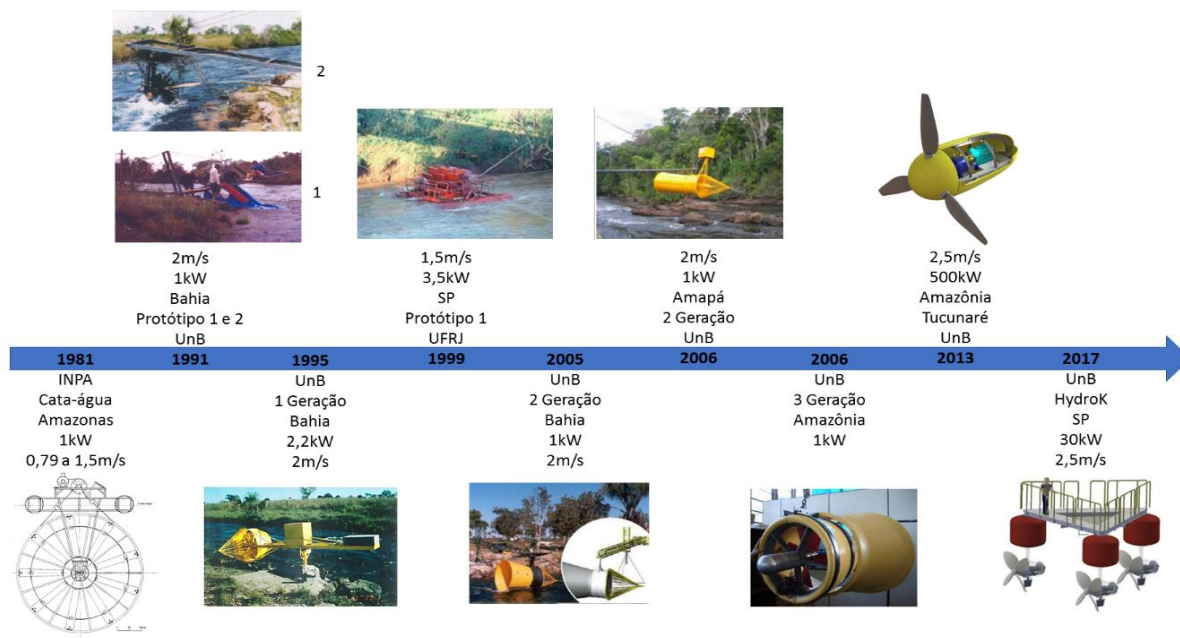 2
1
2m/s
1kW
Bahia
Protótipo 1 e 2
UnB
1,5m/s
3,5kW
SP
Protótipo 1
UFRJ
2m/s
1kW
Amapá
2 Geração
UnB
2,5m/s
500kW
Amazônia
Tucunaré
UnB
1981 1991 1995 1999 2005 2006 2006 2013 2017
INPA
Cata-água
Amazonas
1kW
0,79 a 1,5m/s
UnB
1 Geração
Bahia
2,2kW
2m/s
UnB
2 Geração
Bahia
1kW
2m/s
UnB
3 Geração
Amazônia
1kW
UnB
HydroK
SP
30kW
2,5m/s